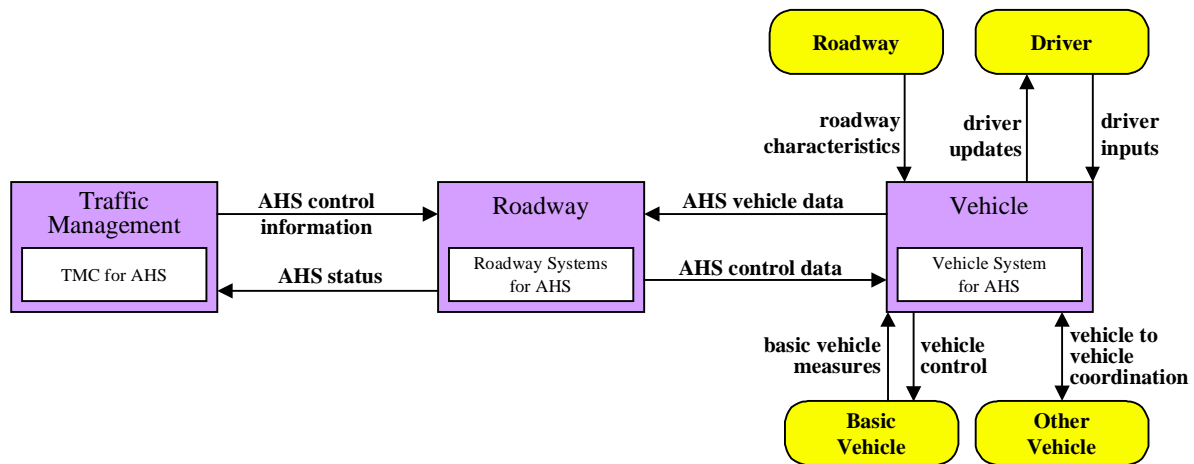 Roadway
Driver
roadway
characteristics
driver
updates
driver
inputs
Traffic
Management
TMC for AHS
AHS control
information
AHS status
Roadway
Roadway Systems
for AHS
AHS vehicle data
AHS control data
Vehicle
Vehicle System
for AHS
basic vehicle
measures
vehicle
control
vehicle to
vehicle
coordination
Basic
Vehicle
Other
Vehicle